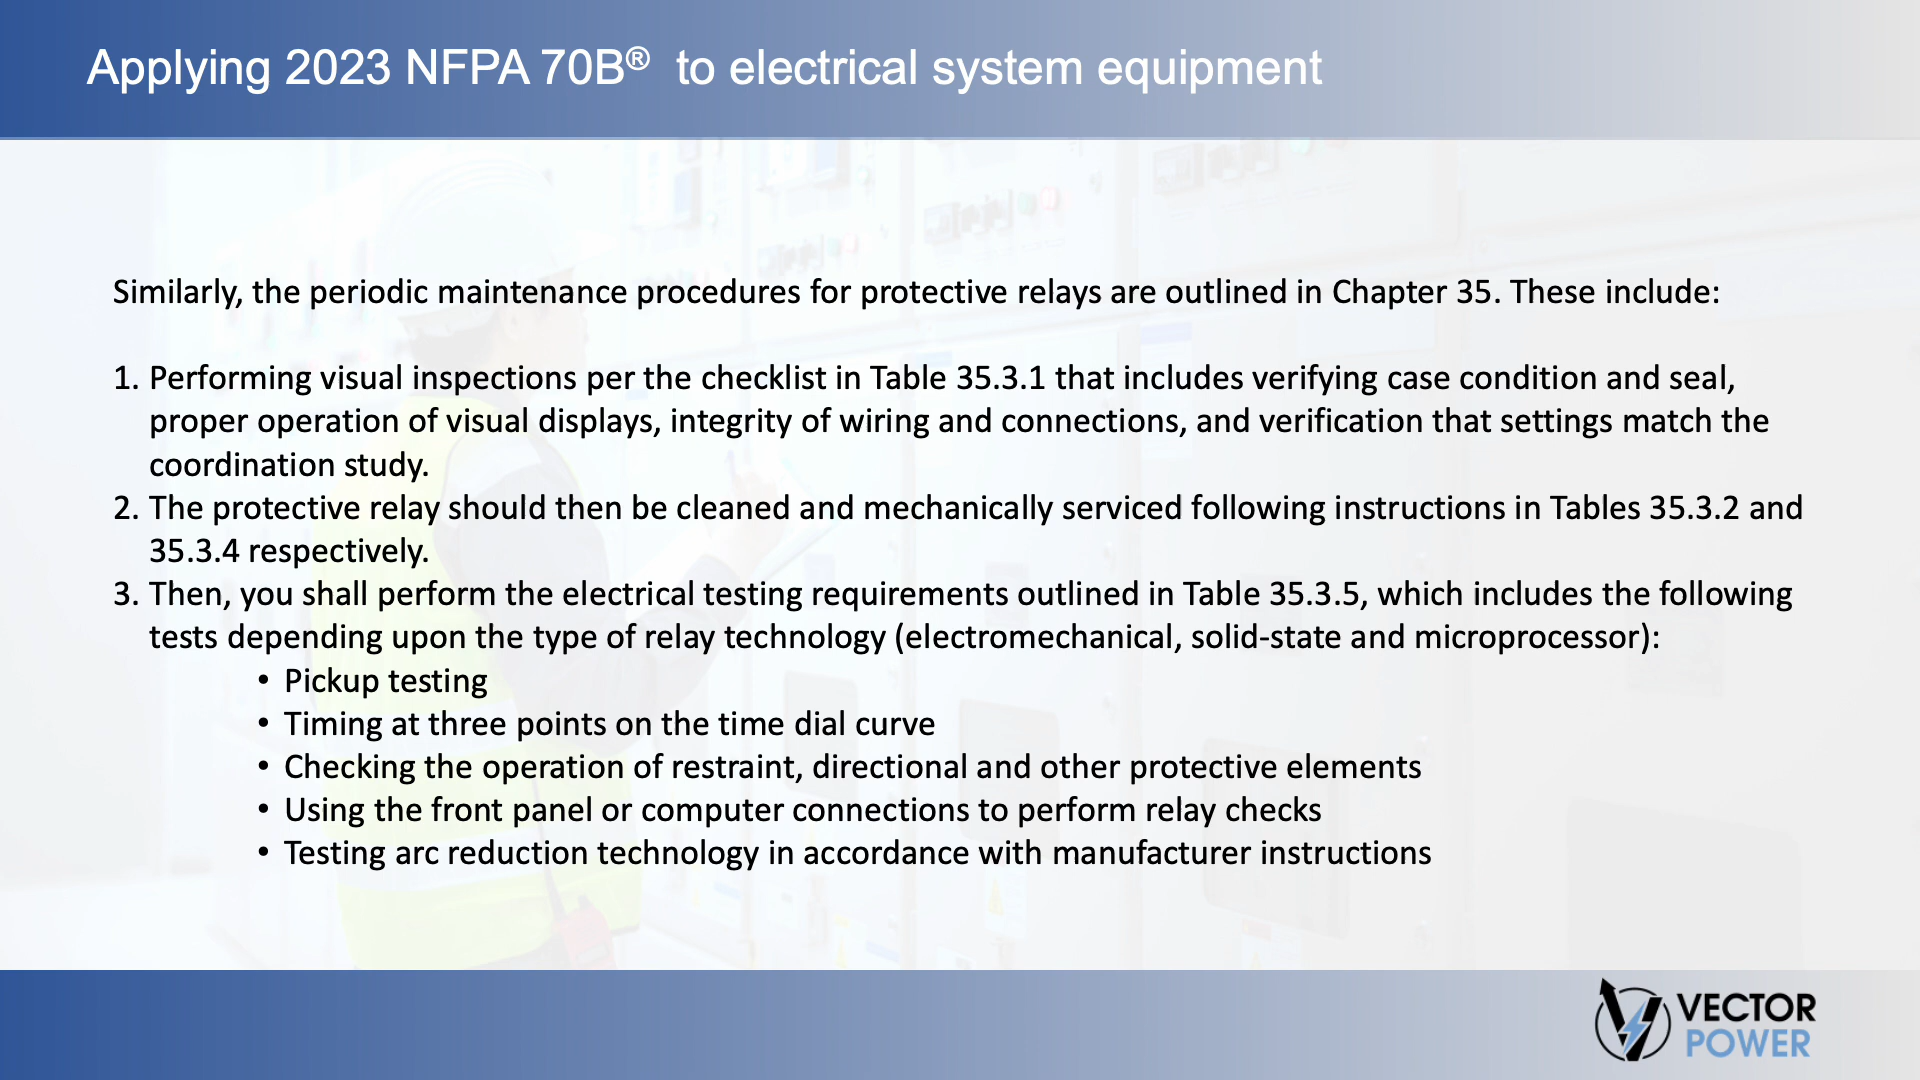 Applying 2023 NFPA 70B® to electrical system equipment
Similarly, the periodic maintenance procedures for protective relays are outlined in Chapter 35. These include:
1. Performing visual inspections per the checklist in Table 35.3.1 that includes verifying case condition and seal,
proper operation of visual displays, integrity of wiring and connections, and verification that settings match the
coordination study.
2. The protective relay should then be cleaned and mechanically serviced following instructions in Tables 35.3.2 and
35.3.4 respectively.
3. Then, you shall perform the electrical testing requirements outlined in Table 35.3.5, which includes the following
tests depending upon the type of relay technology (electromechanical, solid-state and microprocessor):
• Pickup testing
• Timing at three points on the time dial curve
• Checking the operation of restraint, directional and other protective elements
• Using the front panel or computer connections to perform relay checks
• Testing arc reduction technology in accordance with manufacturer instructions
VECTOR
POWER